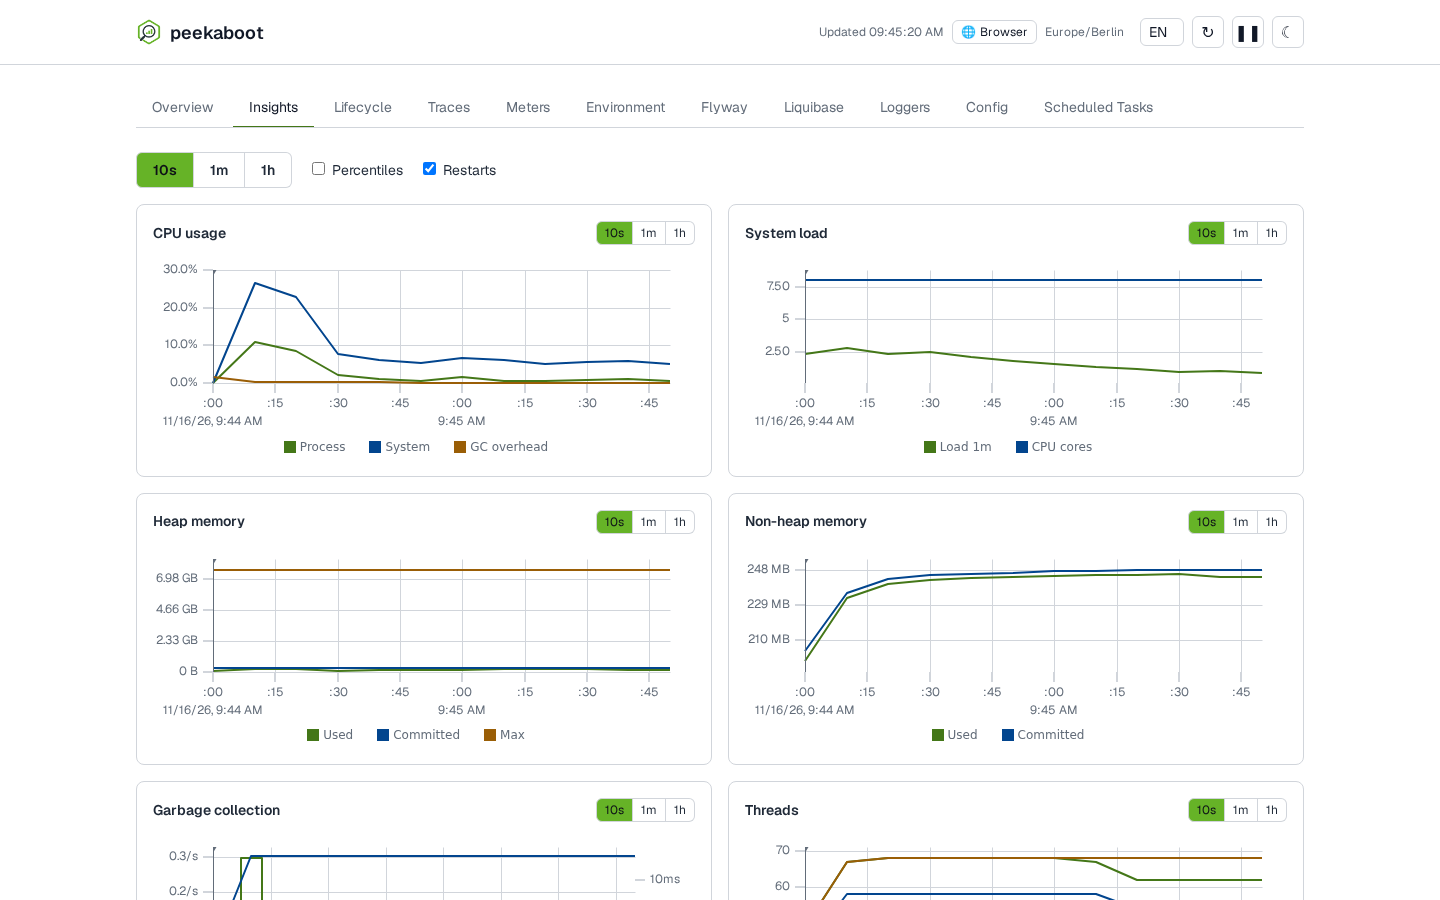 peekaboot
Updated 09:45:20 AM
🌐 Browser
Europe/Berlin
EN
Overview Insights Lifecycle Traces Meters Environment Flyway Liquibase Loggers Config Scheduled Tasks
10s 1m 1h Percentiles Restarts
CPU usage
10s 1m 1h
30.0%
20.0%
10.0%
0.0%
:00 :15 :30 :45 :00 :15 :30 :45
11/16/26, 9:44 AM 9:45 AM
Process System GC overhead
System load
10s 1m 1h
7.50
5
2.50
:00 :15 :30 :45 :00 :15 :30 :45
11/16/26, 9:44 AM 9:45 AM
Load 1m CPU cores
Heap memory
10s 1m 1h
6.98 GB
4.66 GB
2.33 GB
0 B
:00 :15 :30 :45 :00 :15 :30 :45
11/16/26, 9:44 AM 9:45 AM
Used Committed Max
Non-heap memory
10s 1m 1h
248 MB
229 MB
210 MB
:00 :15 :30 :45 :00 :15 :30 :45
11/16/26, 9:44 AM 9:45 AM
Used Committed
Garbage collection
10s 1m 1h
0.3/s
0.2/s
10ms
Threads
10s 1m 1h
70
60